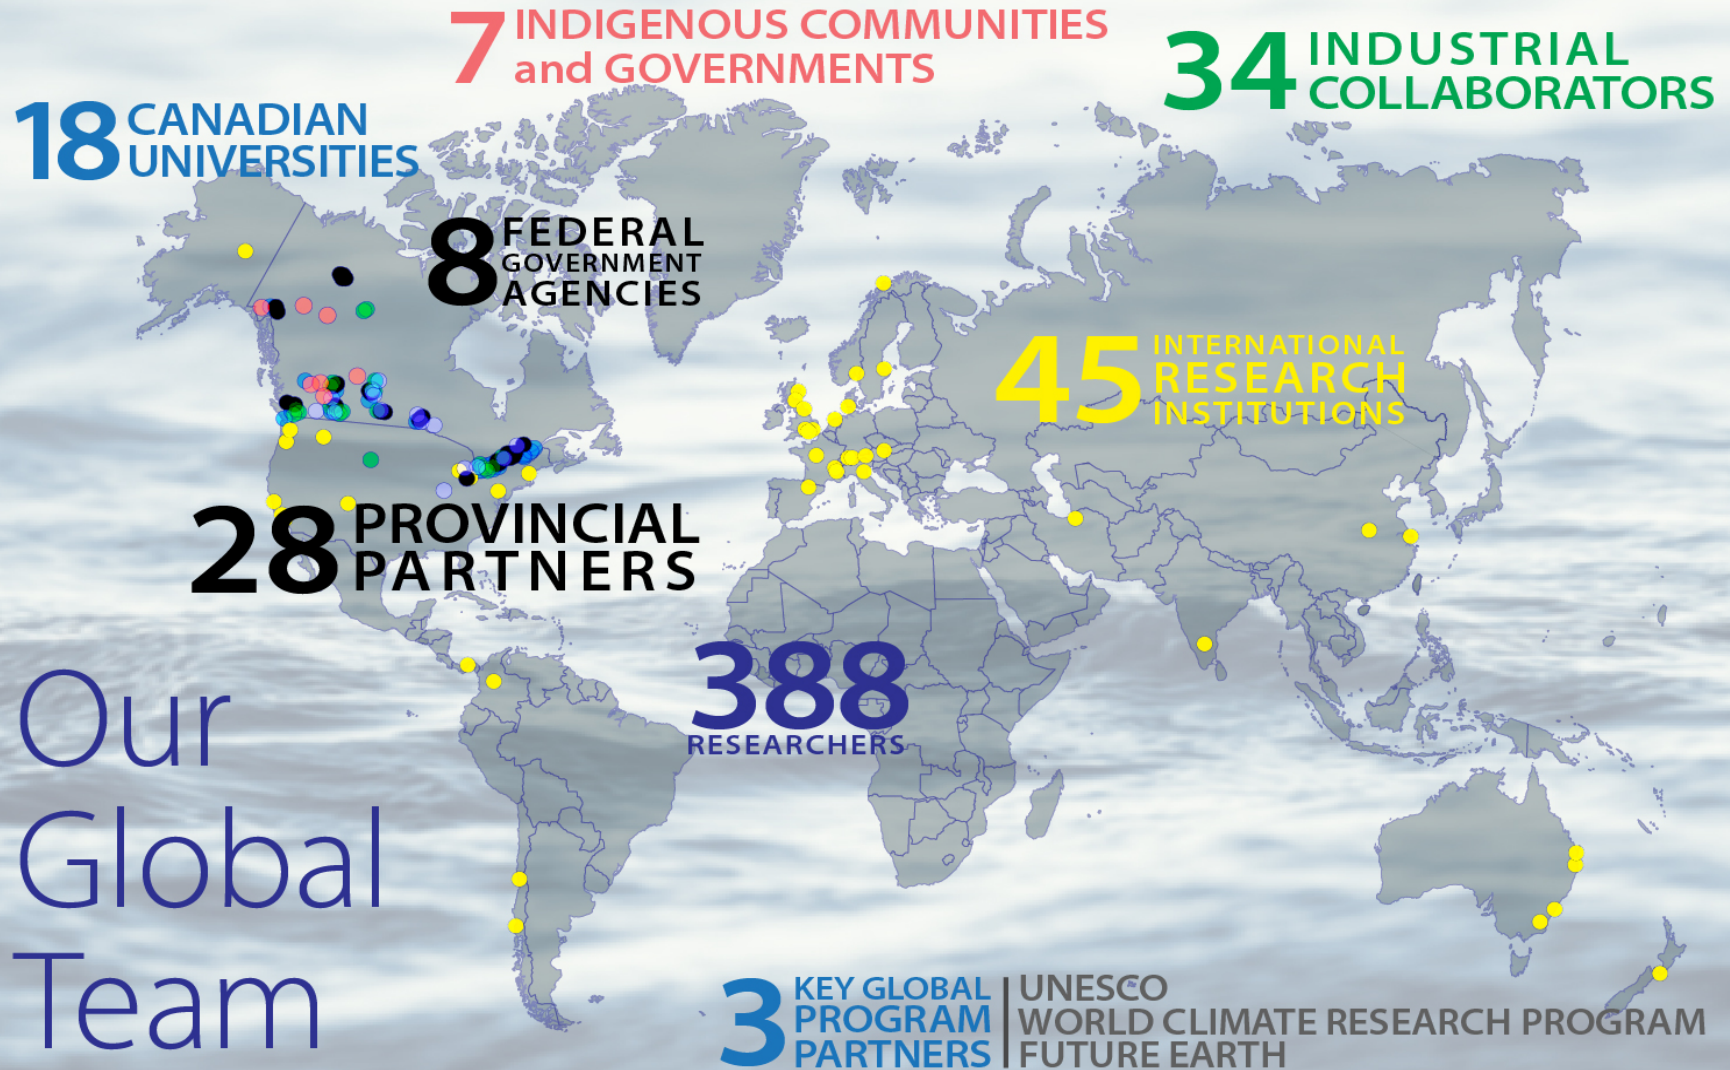 7 INDIGENOUS COMMUNITIES
and GOVERNMENTS
34 INDUSTRIAL
COLLABORATORS
18 CANADIAN
UNIVERSITIES
8 FEDERAL
GOVERNMENT
AGENCIES
45 INTERNATIONAL
RESEARCH
INSTITUTIONS
28 PROVINCIAL
PARTNERS
388
RESEARCHERS
Our
Global
Team
3 KEY GLOBAL
PROGRAM
PARTNERS
UNESCO
WORLD CLIMATE RESEARCH PROGRAM
FUTURE EARTH